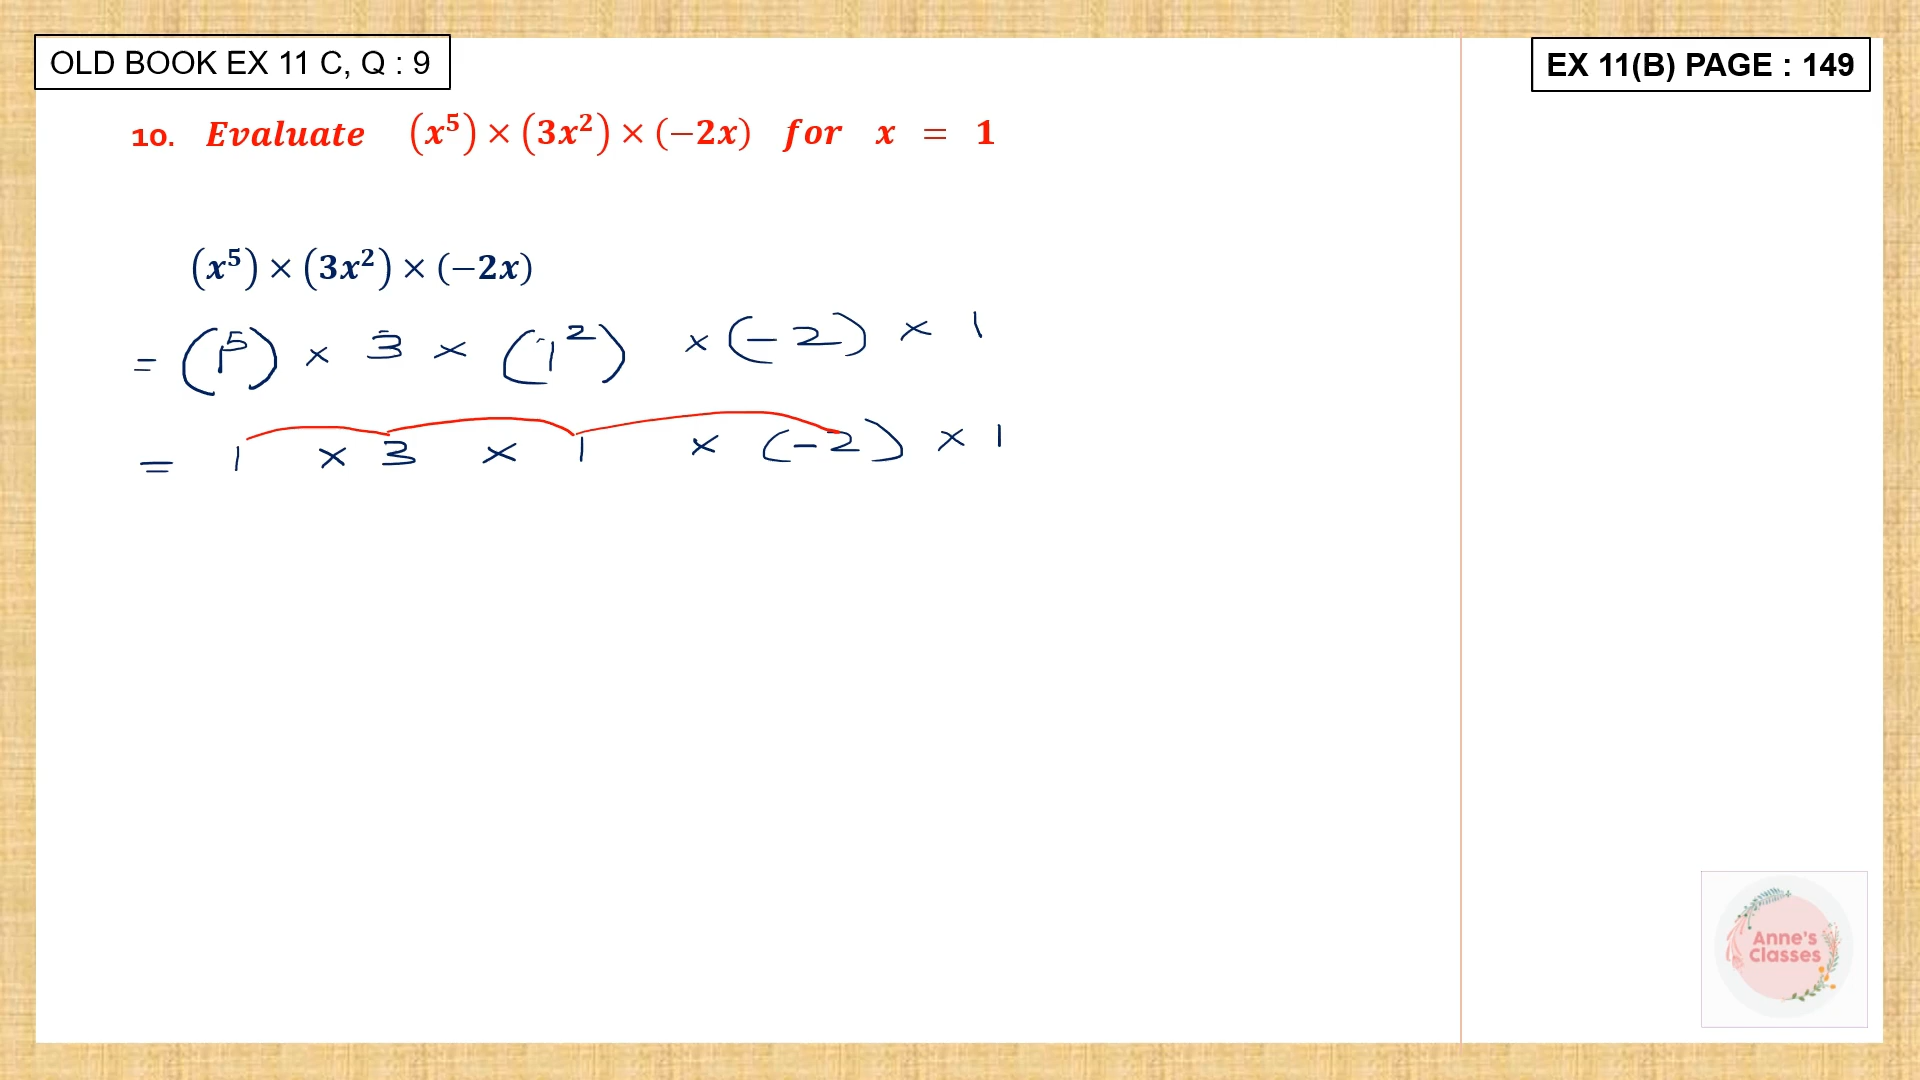 OLD BOOK EX 11 C, Q : 9
EX 11(B) PAGE : 149
10. Evaluate (x⁵) × (3x²) × (−2x) for x = 1
(x⁵) × (3x²) × (−2x)
= (1⁵) × 3 × (1²) × (−2) × 1
= 1 × 3 × 1 × (−2) × 1
Anne's
Classes